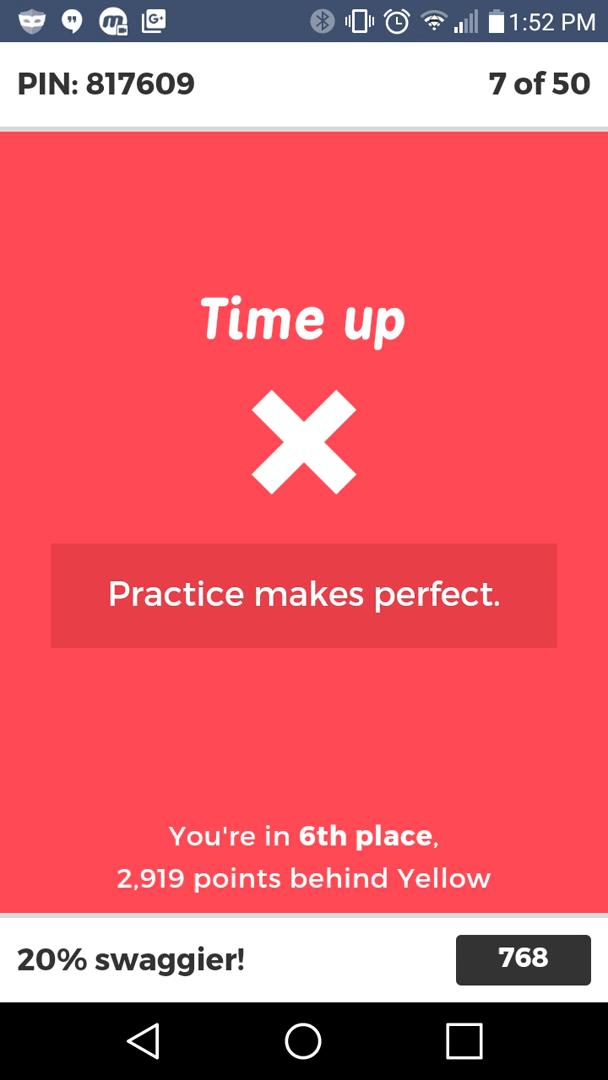 1:52 PM
PIN: 817609 7 of 50
Time up
Practice makes perfect.
You're in 6th place,
2,919 points behind Yellow
20% swaggier! 768